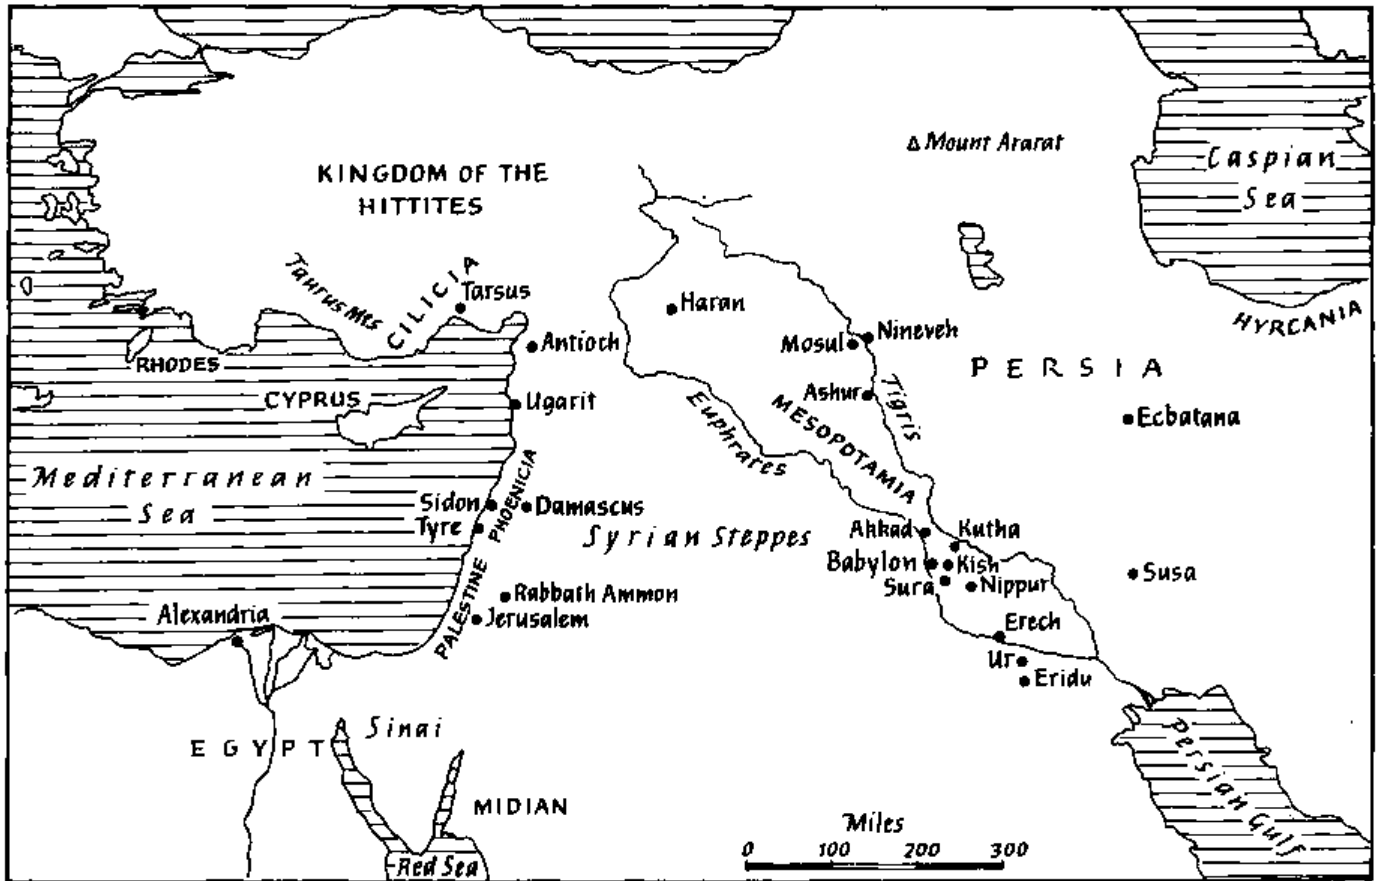 Mount Ararat
Caspian
Sea
KINGDOM OF THE
HITTITES
Taurus Mts
CILICIA
Tarsus
Haran
HYRCANIA
Antioch
Mosul
Nineveh
RHODES
PERSIA
CYPRUS
Ugarit
Ashur
Tigris
Euphrates
MESOPOTAMIA
Ecbatana
Mediterranean
Sea
Sidon
Tyre
PHOENICIA
Damascus
Syrian Steppes
Akkad
Kutha
Babylon
Kish
Sura
Nippur
Susa
PALESTINE
Rabbath Ammon
Jerusalem
Alexandria
Erech
Ur
Eridu
Sinai
EGYPT
MIDIAN
Red Sea
Persian Gulf
Miles
0 100 200 300